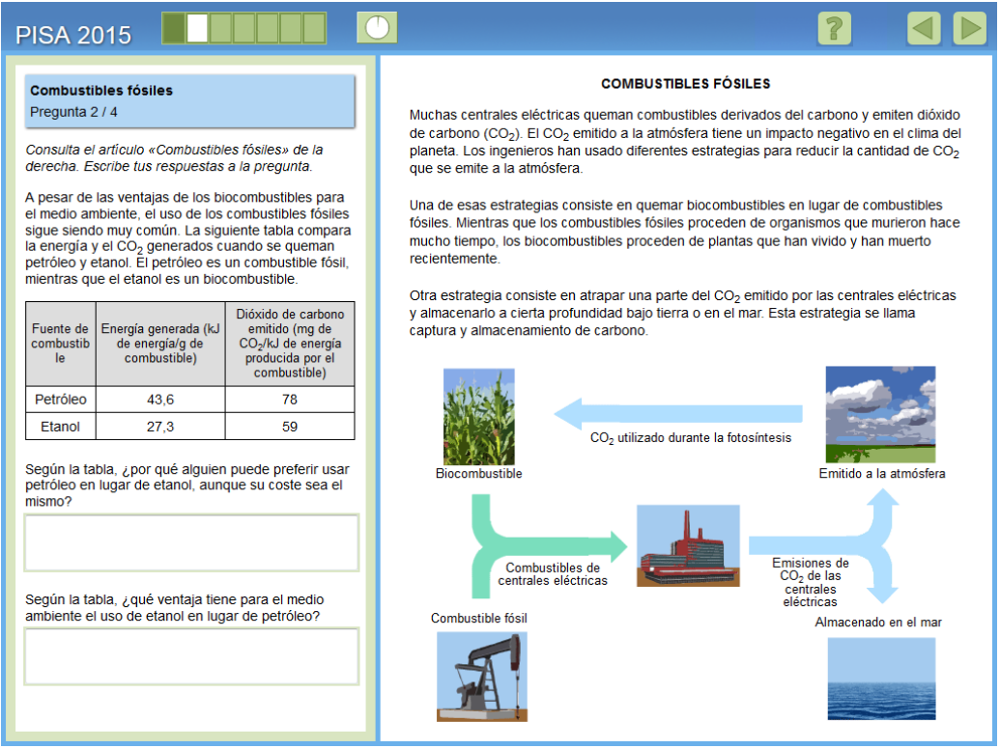 PISA 2015
?
Combustibles fósiles
Pregunta 2 / 4
Consulta el artículo «Combustibles fósiles» de la
derecha. Escribe tus respuestas a la pregunta.
A pesar de las ventajas de los biocombustibles para
el medio ambiente, el uso de los combustibles fósiles
sigue siendo muy común. La siguiente tabla compara
la energía y el CO2 generados cuando se queman
petróleo y etanol. El petróleo es un combustible fósil,
mientras que el etanol es un biocombustible.
Fuente de
combustib
le
Energía generada (kJ
de energía/g de
combustible)
Dióxido de carbono
emitido (mg de
CO2/kJ de energía
producida por el
combustible)
Petróleo 43,6 78
Etanol 27,3 59
Según la tabla, ¿por qué alguien puede preferir usar
petróleo en lugar de etanol, aunque su coste sea el
mismo?
Según la tabla, ¿qué ventaja tiene para el medio
ambiente el uso de etanol en lugar de petróleo?
COMBUSTIBLES FÓSILES
Muchas centrales eléctricas queman combustibles derivados del carbono y emiten dióxido
de carbono (CO2). El CO2 emitido a la atmósfera tiene un impacto negativo en el clima del
planeta. Los ingenieros han usado diferentes estrategias para reducir la cantidad de CO2
que se emite a la atmósfera.
Una de esas estrategias consiste en quemar biocombustibles en lugar de combustibles
fósiles. Mientras que los combustibles fósiles proceden de organismos que murieron hace
mucho tiempo, los biocombustibles proceden de plantas que han vivido y han muerto
recientemente.
Otra estrategia consiste en atrapar una parte del CO2 emitido por las centrales eléctricas
y almacenarlo a cierta profundidad bajo tierra o en el mar. Esta estrategia se llama
captura y almacenamiento de carbono.
CO2 utilizado durante la fotosíntesis
Biocombustible
Emitido a la atmósfera
Combustibles de
centrales eléctricas
Emisiones de
CO2 de las
centrales
eléctricas
Combustible fósil
Almacenado en el mar